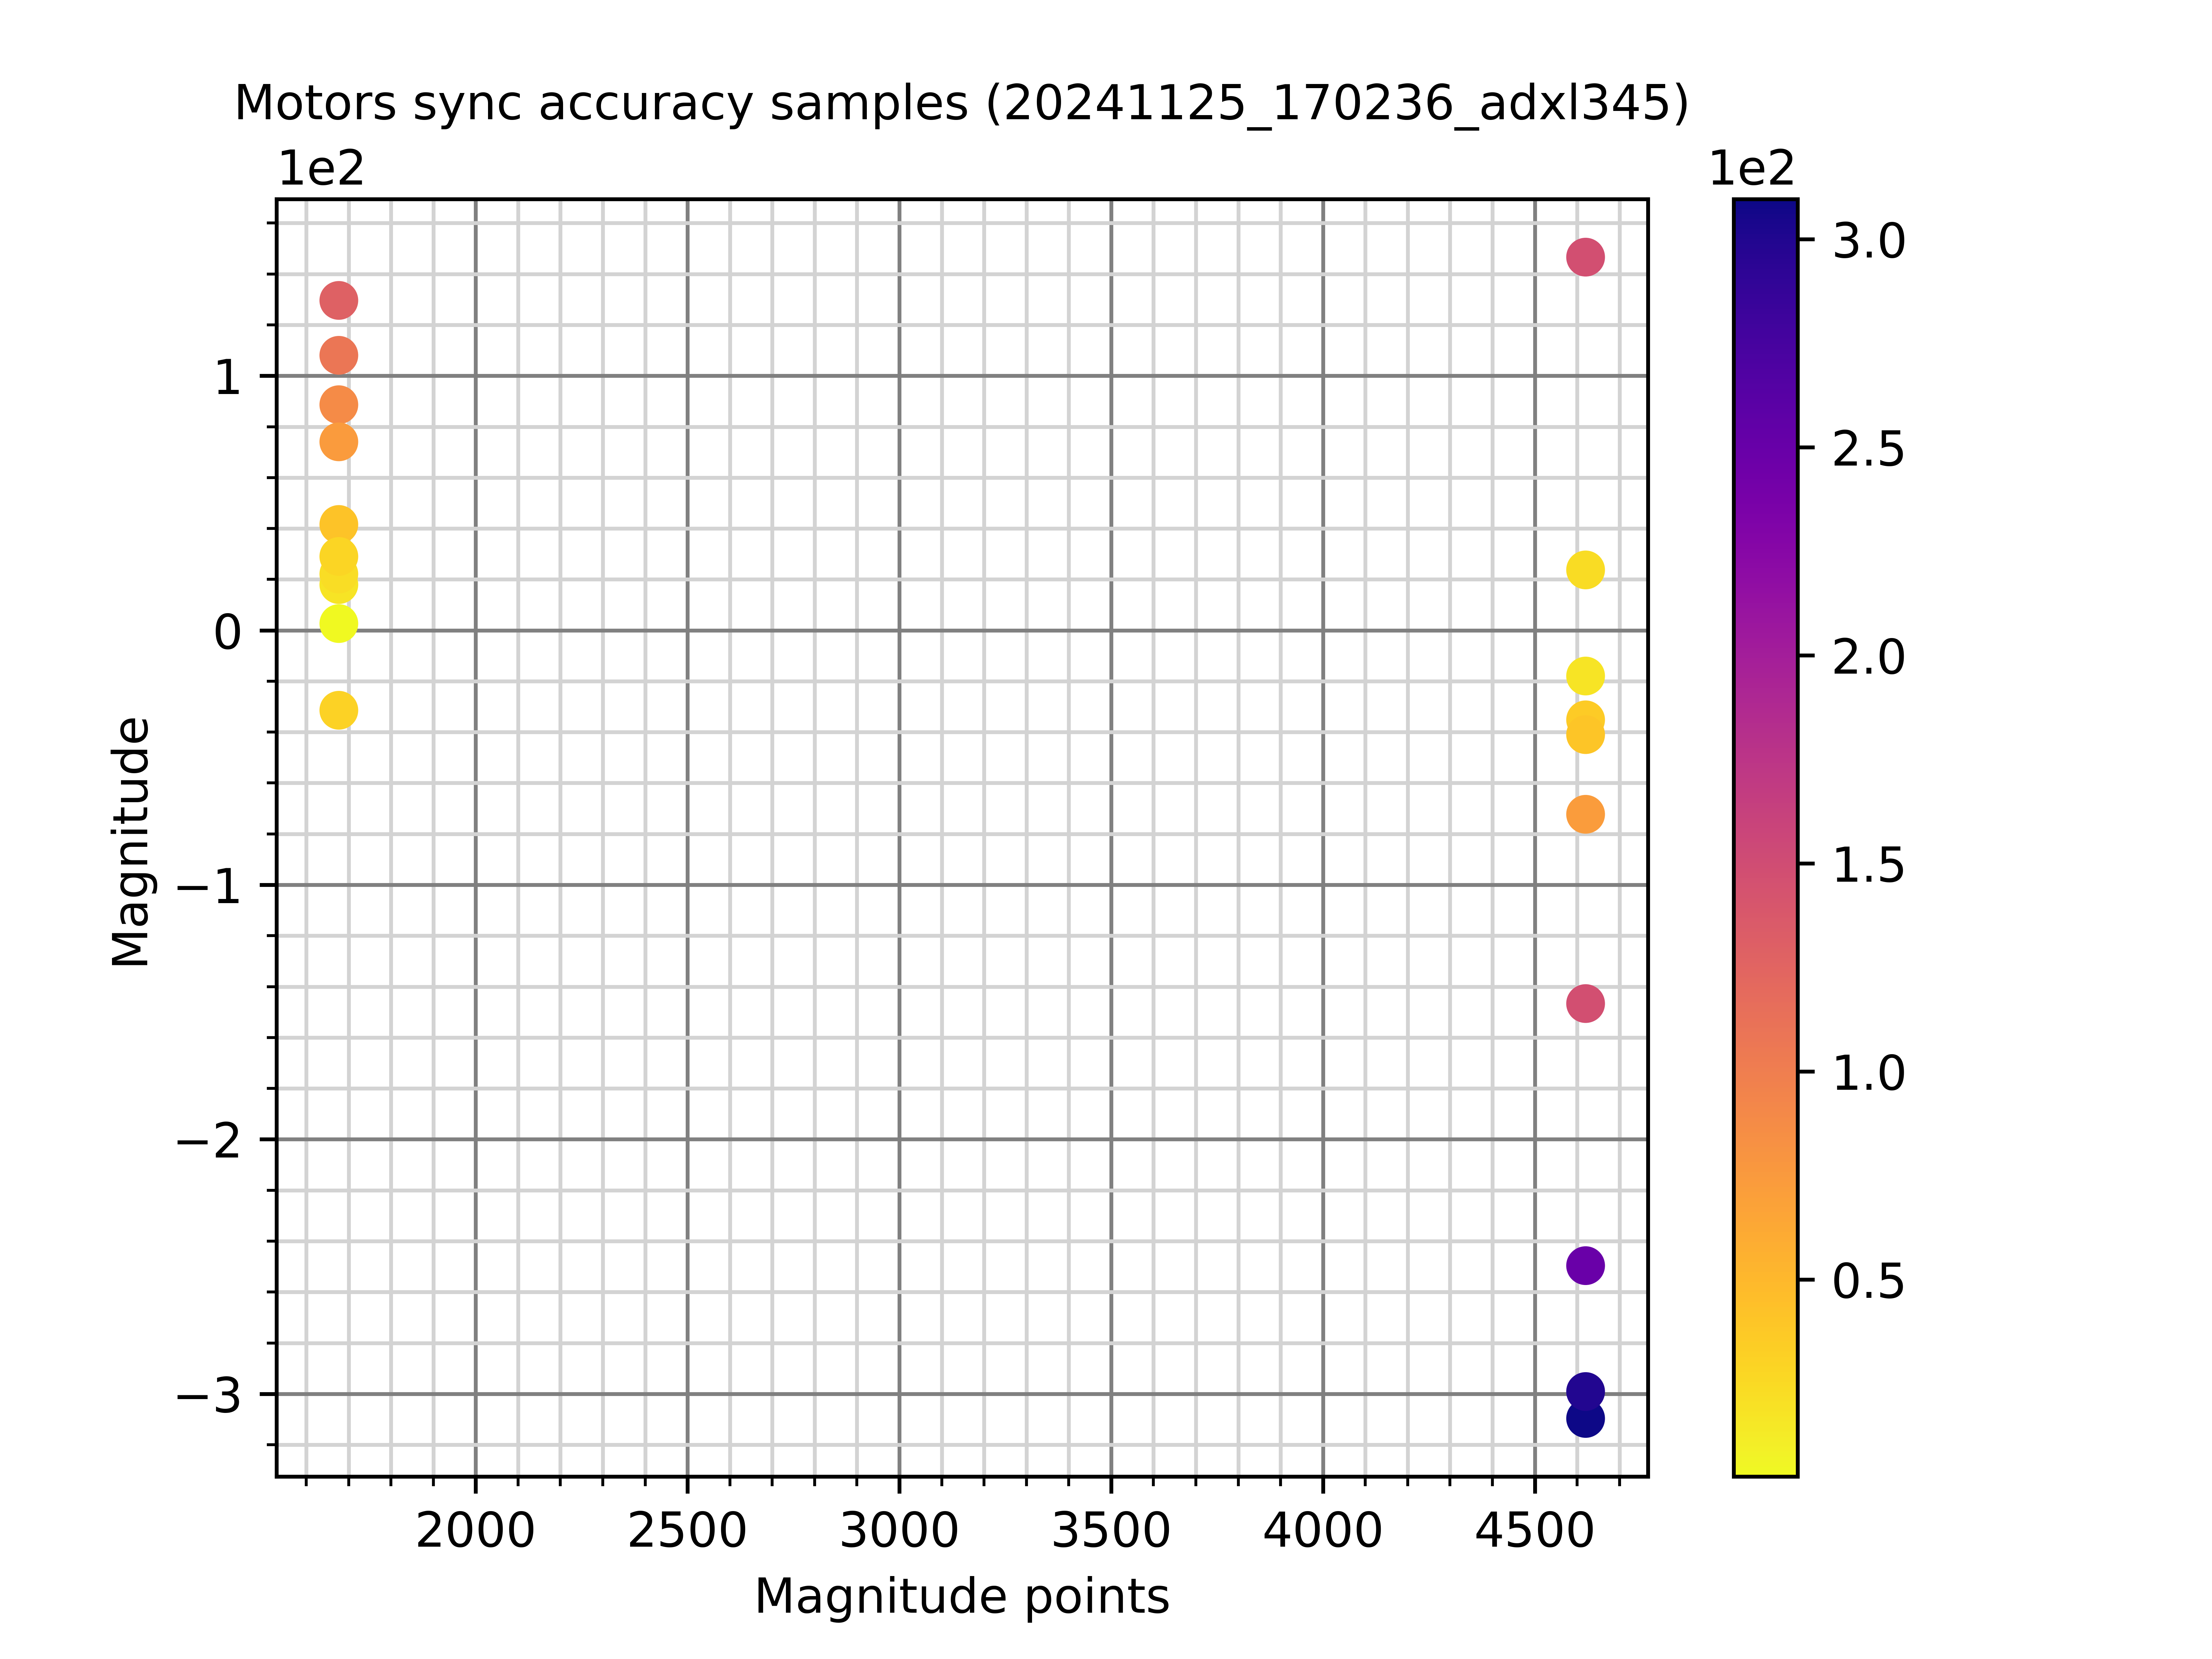 Motors sync accuracy samples (20241125_170236_adxl345)
1e2
1e2
1
0
−1
−2
−3
Magnitude
2000 2500 3000 3500 4000 4500
Magnitude points
3.0
2.5
2.0
1.5
1.0
0.5